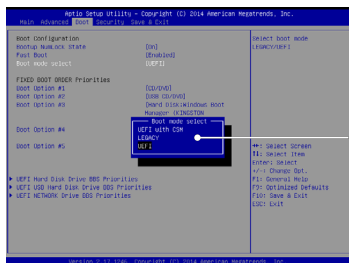 Aptio Setup Utility - Copyright (C) 2014 American Megatrends, Inc.
Main Advanced Boot Security Save & Exit
Boot Configuration
Bootup NumLock State [On]
Fast Boot [Enabled]
Boot mode select [UEFI]
FIXED BOOT ORDER Priorities
Boot Option #1 [CD/DVD]
Boot Option #2 [USB CD/DVD]
Boot Option #3 [Hard Disk:Windows Boot
Manager (KINGSTON
Boot Option #4
Boot Option #5
Boot mode select
UEFI with CSM
LEGACY
UEFI
UEFI Hard Disk Drive BBS Priorities
UEFI USB Hard Disk Drive BBS Priorities
UEFI NETWORK Drive BBS Priorities
Select boot mode
LEGACY/UEFI
: Select Screen
: Select Item
Enter: Select
+/-: Change Opt.
F1: General Help
F9: Optimized Defaults
F10: Save & Exit
ESC: Exit
Version 2.17.1246. Copyright (C) 2014 American Megatrends, Inc.